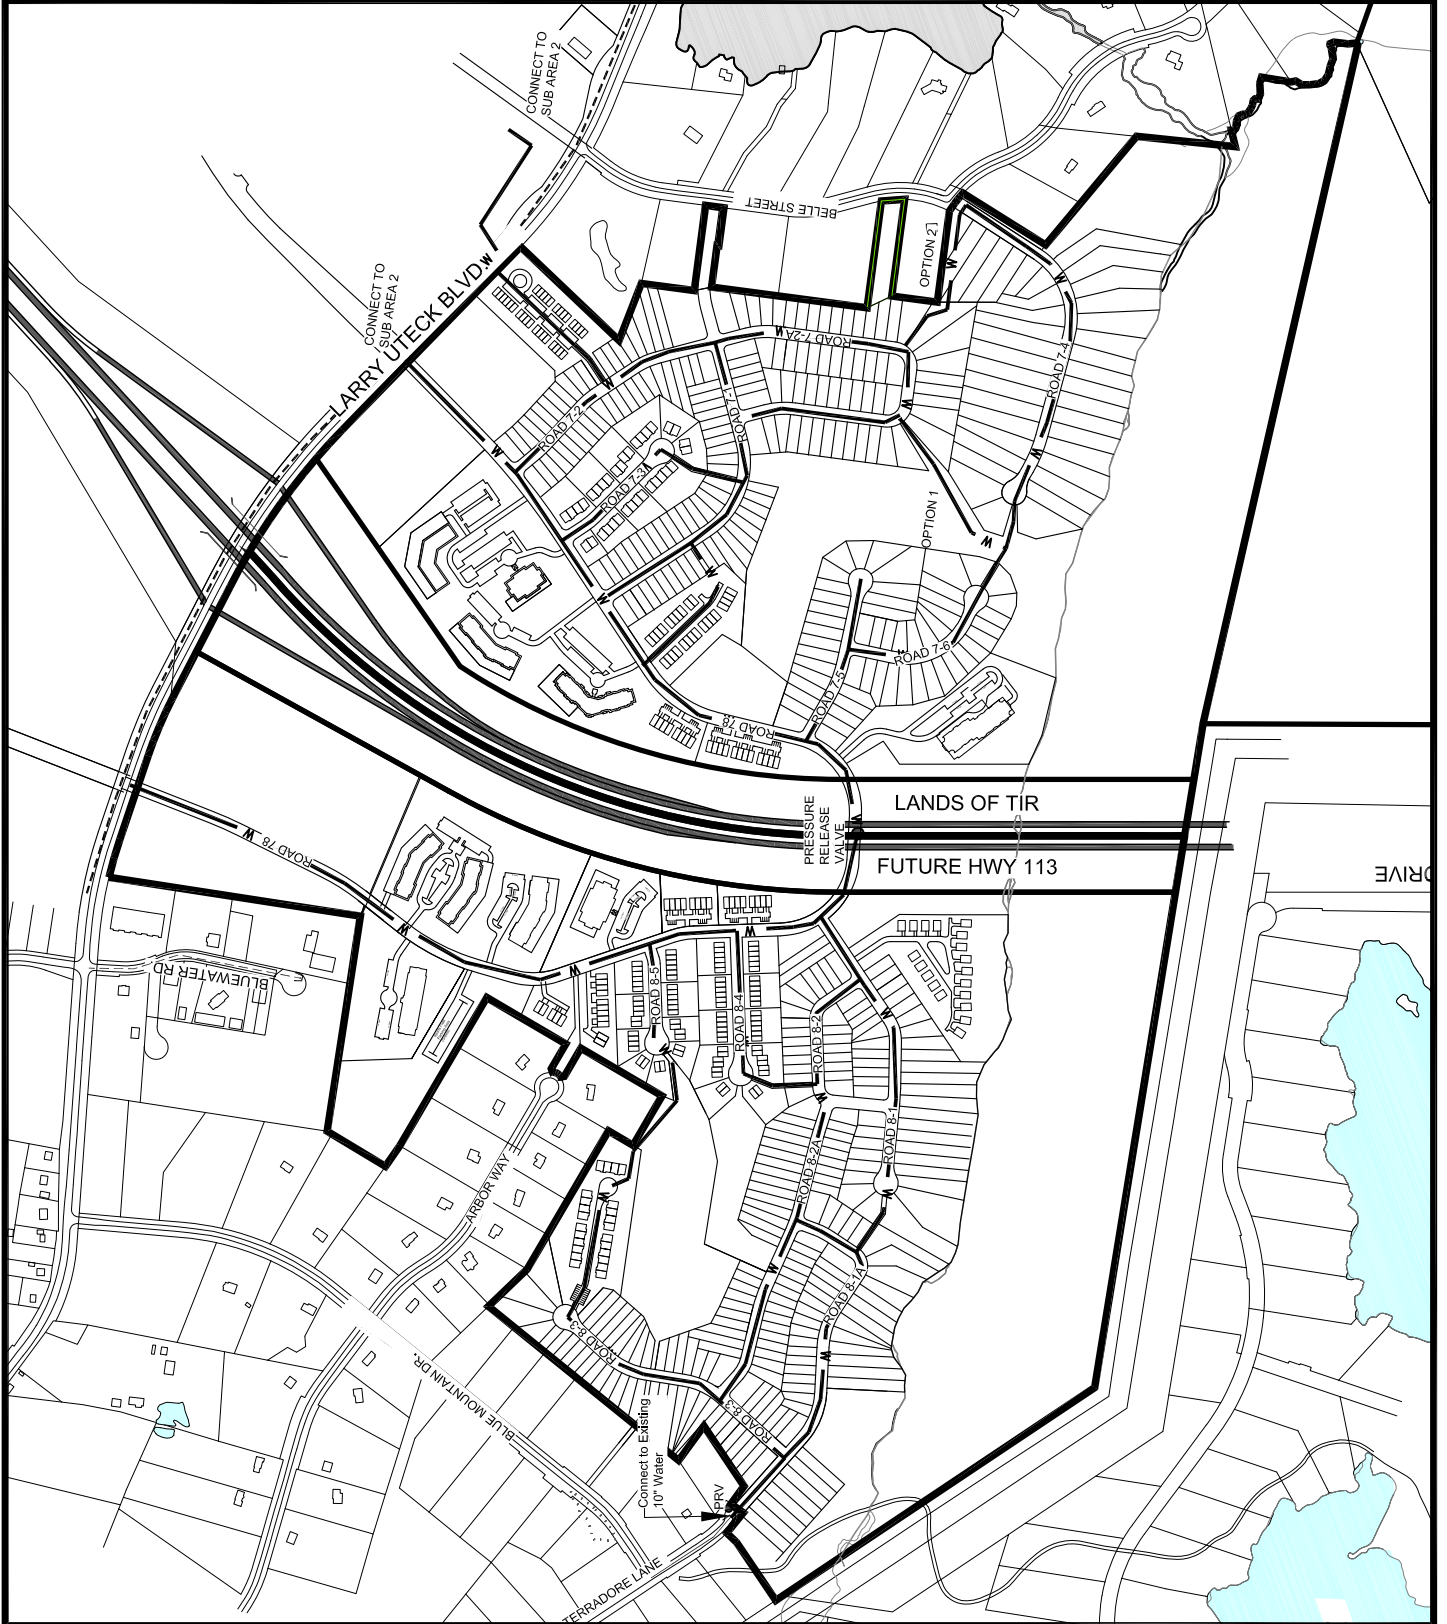 CONNECT TO
SUB AREA 2
CONNECT TO
SUB AREA 2
LARRY UTECK BLVD.
W
BELLE STREET
OPTION 2
W
W
ROAD 7-2A
W
ROAD 7-4
W
ROAD 7-2
W
ROAD 7-1
W
W
ROAD 7-3A
W
OPTION 1
W
W
W
ROAD 7-6
ROAD 7-5
ROAD 78
LANDS OF TIR
PRESSURE
RELEASE
VALVE
FUTURE HWY 113
DRIVE
W
ROAD 78
W
W
W
BLUEWATER RD
ROAD 8-5
ROAD 8-4
ROAD 8-2
W
W
W
ROAD 8-1
ROAD 8-2A
W
W
ARBOR WAY
W
ROAD 8-1A
W
ROAD 8-3
BLUE MOUNTAIN DR.
ROAD 8-3
Connect to Existing
10" Water
PRV
TERRADORE LANE